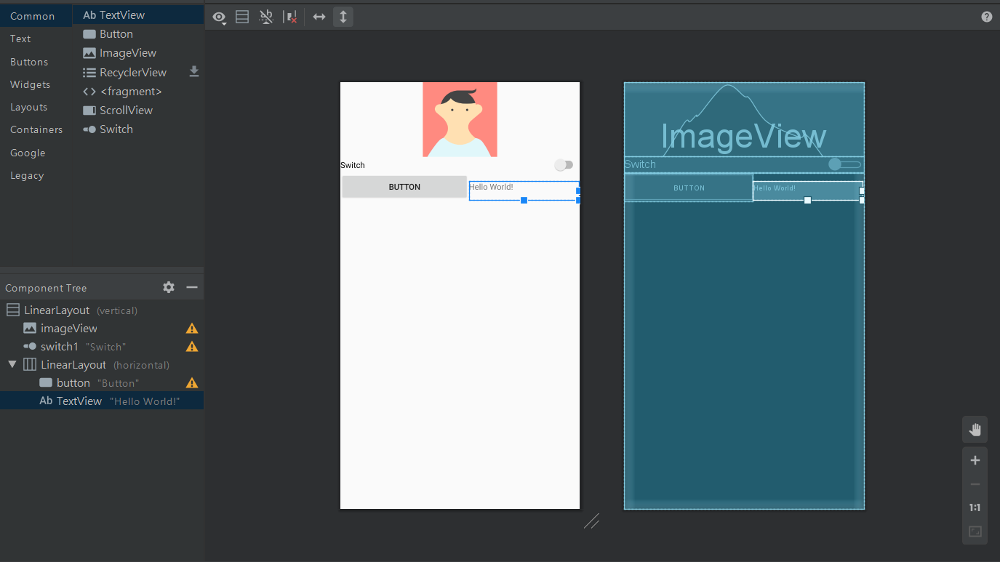 Common
Text
Buttons
Widgets
Layouts
Containers
Google
Legacy
Ab TextView
Button
ImageView
RecyclerView
<fragment>
ScrollView
Switch
Component Tree
LinearLayout (vertical)
imageView
switch1 "Switch"
LinearLayout (horizontal)
button "Button"
Ab TextView "Hello World!"
ab
?
Switch
BUTTON Hello World!
ImageView
Switch
BUTTON Hello World!
1:1